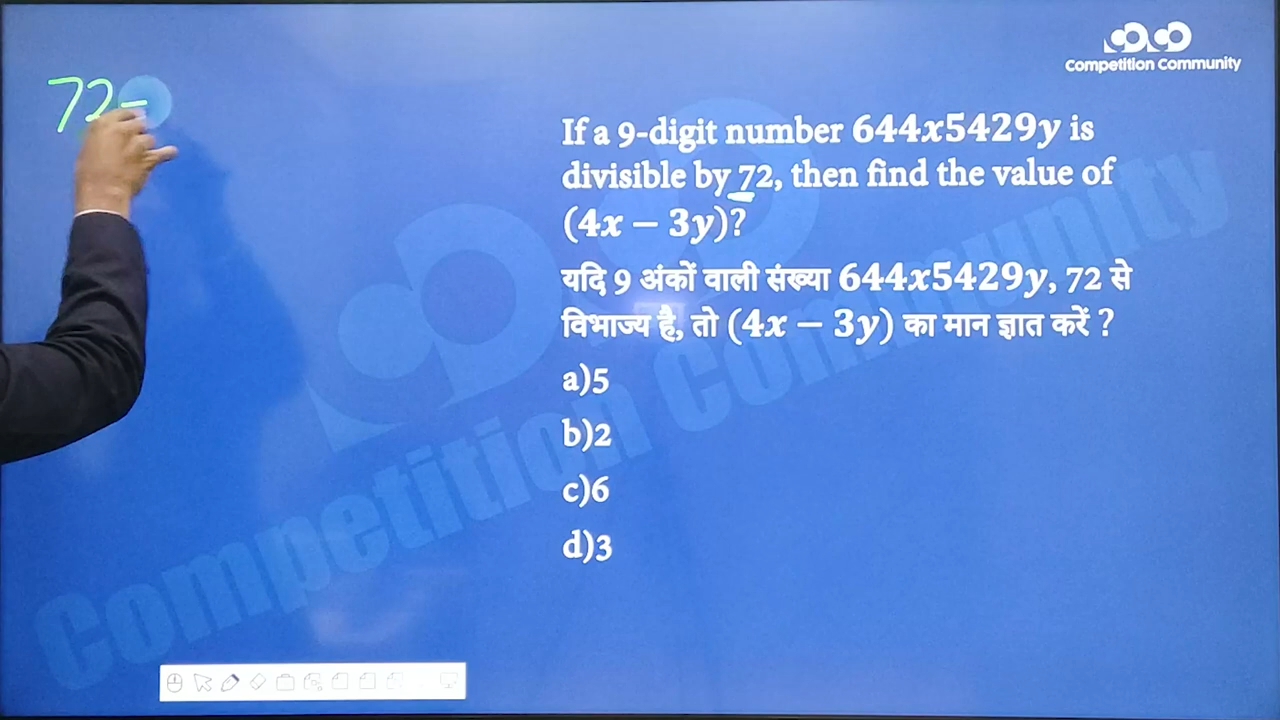 Competition Community
72-
If a 9-digit number 644x5429y is
divisible by 72, then find the value of
(4x − 3y)?
यदि 9 अंकों वाली संख्या 644x5429y, 72 से
विभाज्य है, तो (4x − 3y) का मान ज्ञात करें ?
a)5
b)2
c)6
d)3
Competition Community